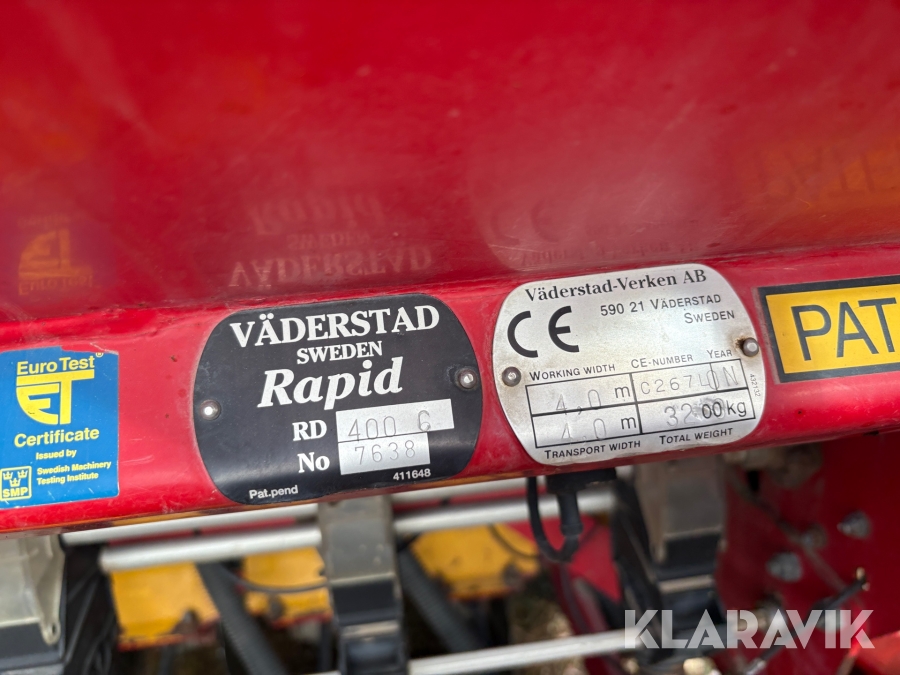 Euro Test®
ET
Certificate
Issued by
Swedish Machinery
Testing Institute
SMP
VÄDERSTAD
SWEDEN
Rapid
RD 400 G
No 7638
411648
Pat.pend
Väderstad-Verken AB
590 21 VÄDERSTAD
SWEDEN
CE
WORKING WIDTH CE-NUMBER YEAR
4,0 m
4,0 m 00kg
TRANSPORT WIDTH TOTAL WEIGHT
PAT
KLARAVIK